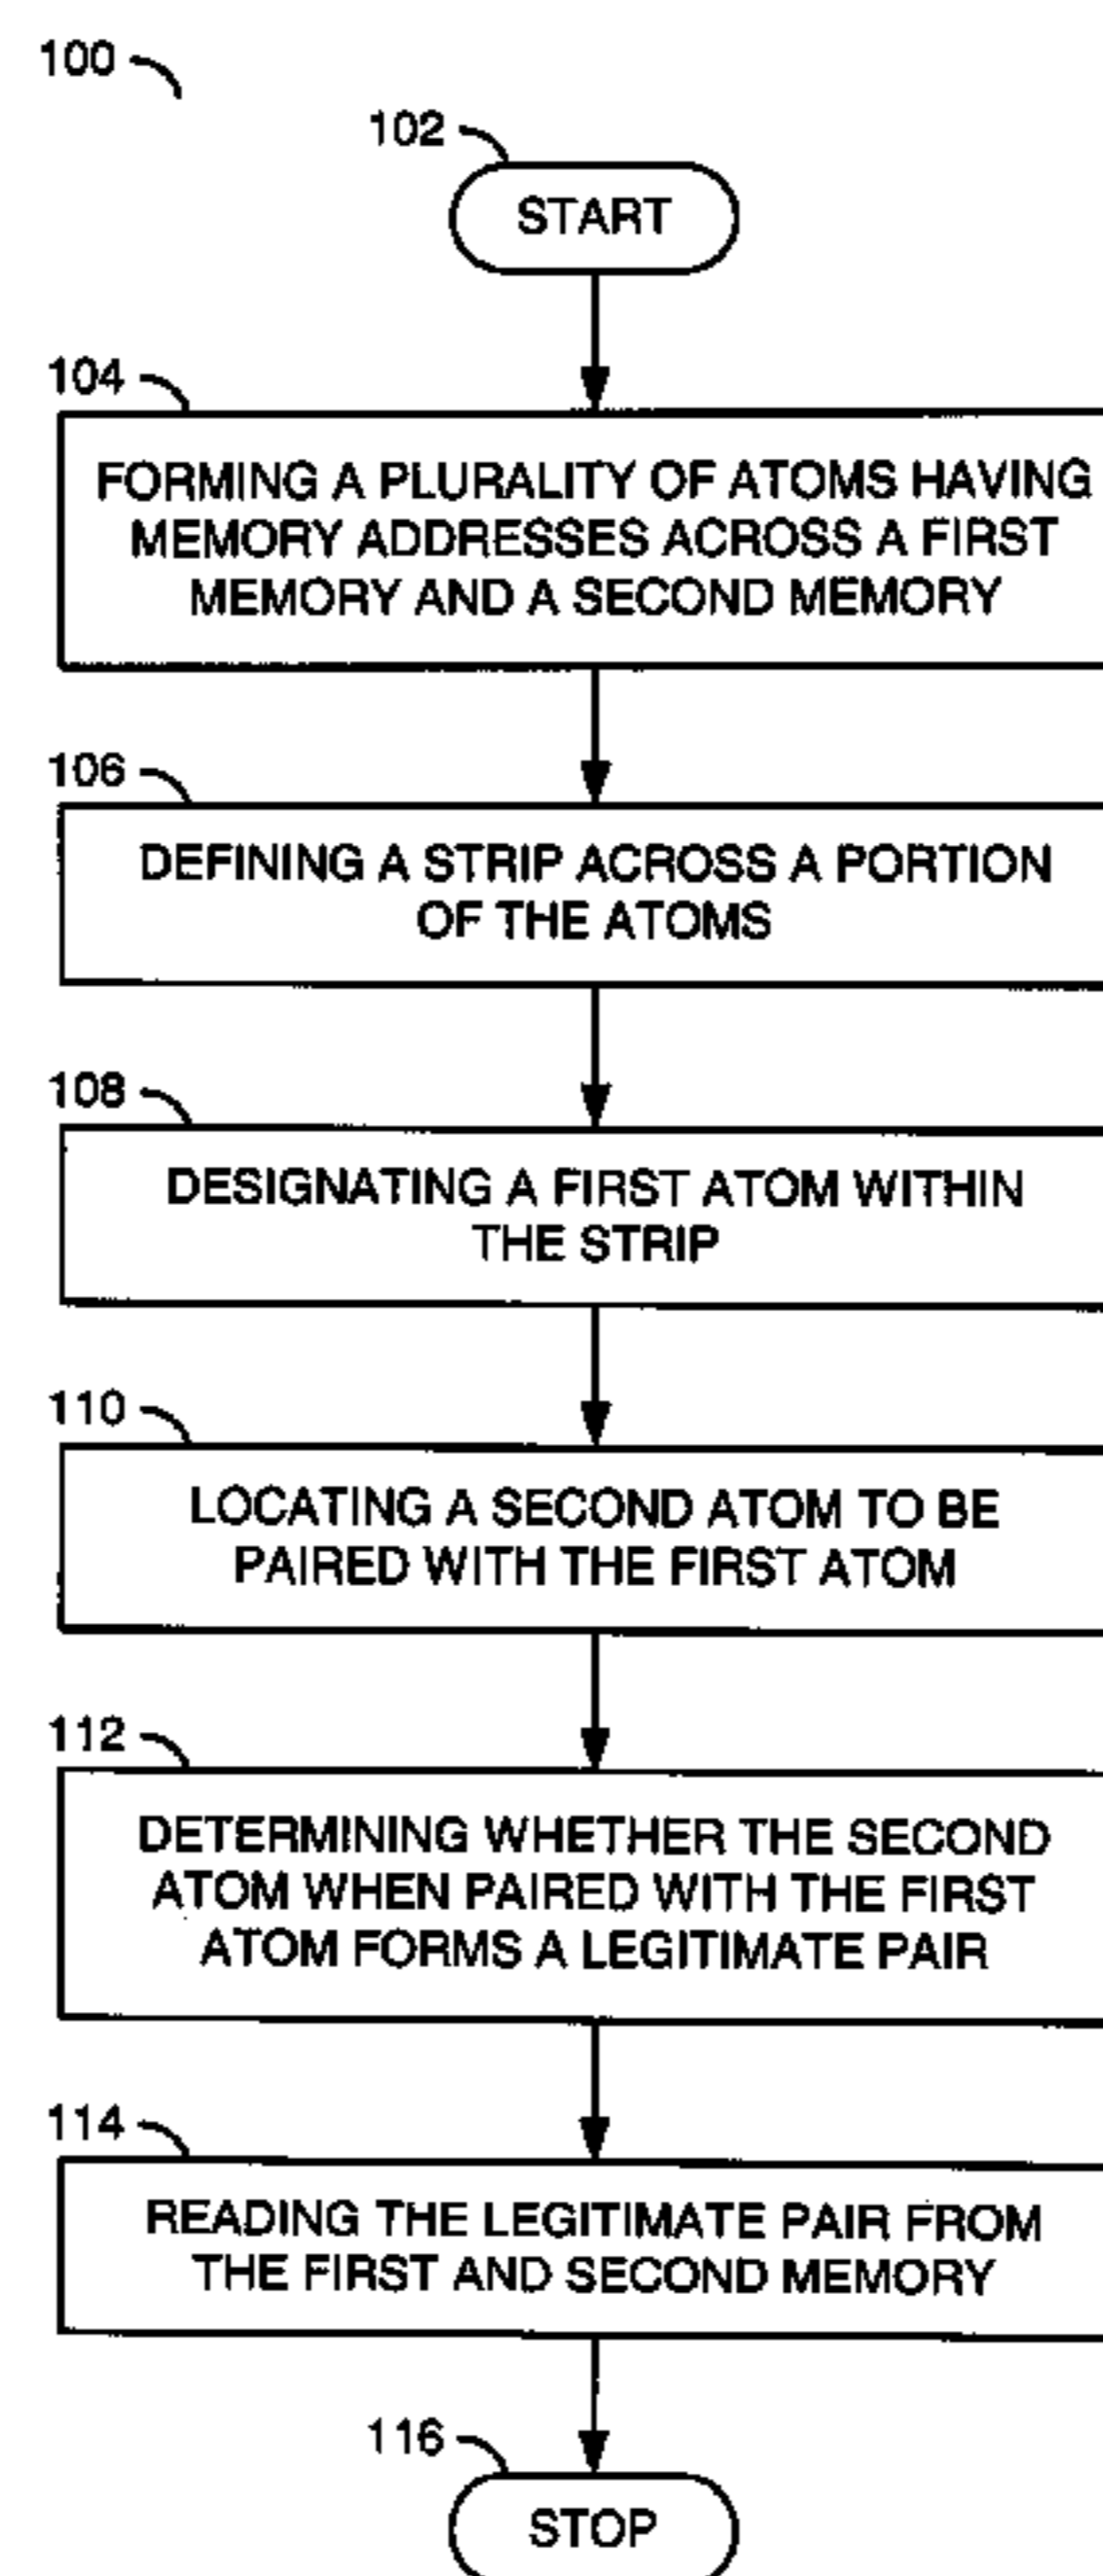 100
102
START
104
FORMING A PLURALITY OF ATOMS HAVING
MEMORY ADDRESSES ACROSS A FIRST
MEMORY AND A SECOND MEMORY
106
DEFINING A STRIP ACROSS A PORTION
OF THE ATOMS
108
DESIGNATING A FIRST ATOM WITHIN
THE STRIP
110
LOCATING A SECOND ATOM TO BE
PAIRED WITH THE FIRST ATOM
112
DETERMINING WHETHER THE SECOND
ATOM WHEN PAIRED WITH THE FIRST
ATOM FORMS A LEGITIMATE PAIR
114
READING THE LEGITIMATE PAIR FROM
THE FIRST AND SECOND MEMORY
116
STOP